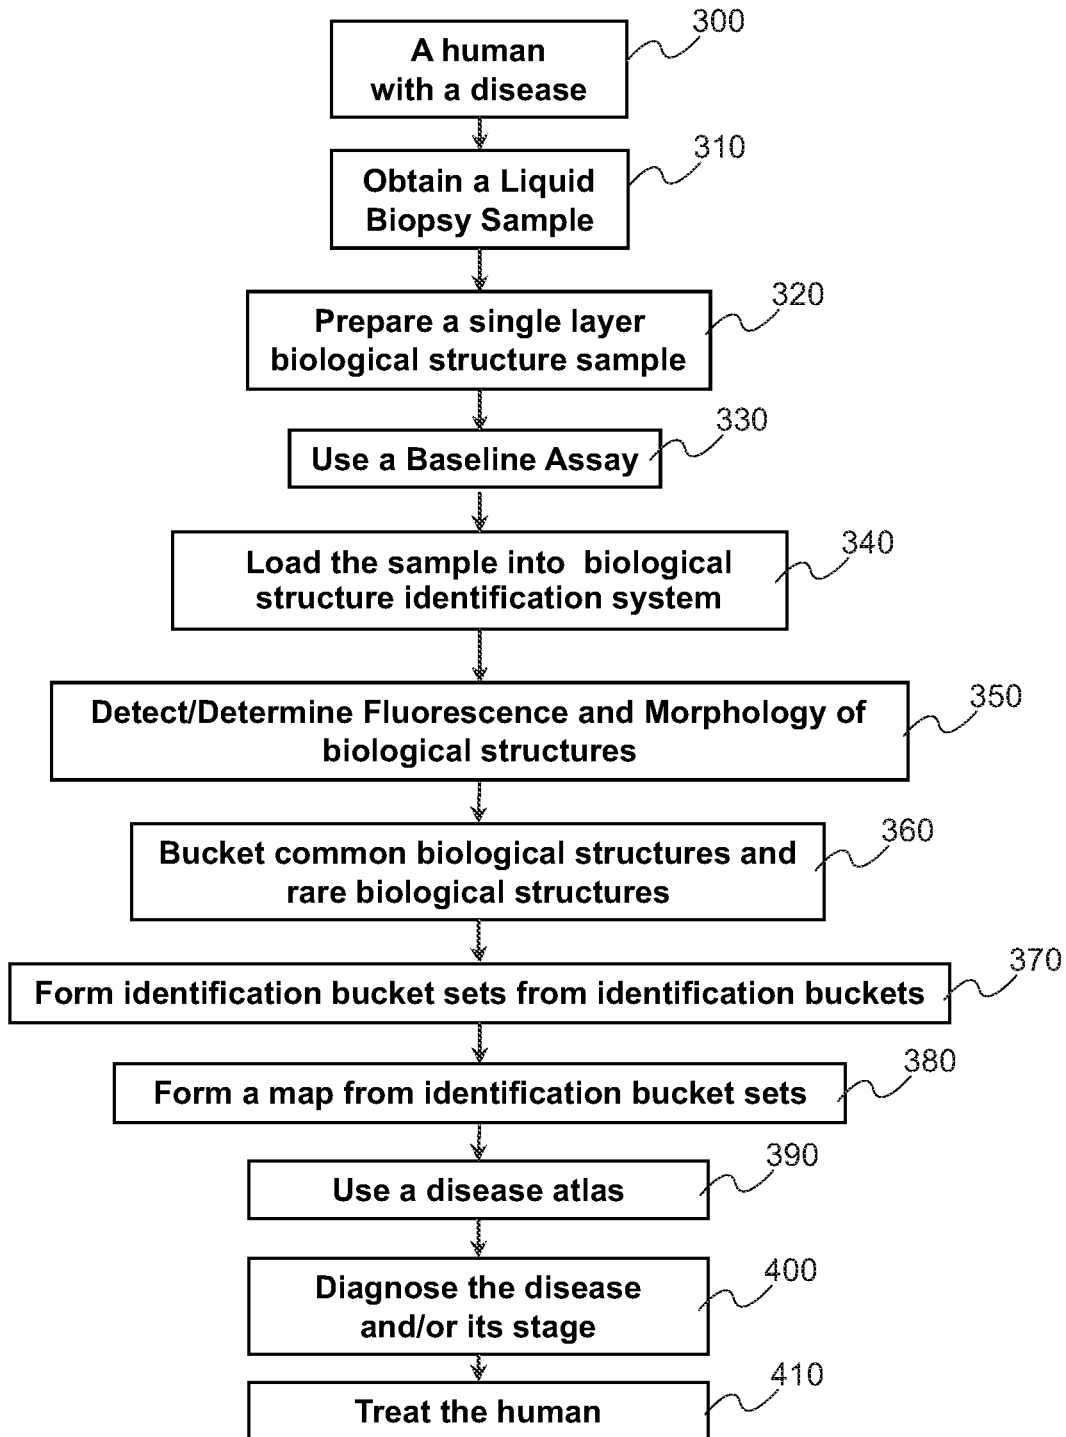 300
A human
with a disease
310
Obtain a Liquid
Biopsy Sample
320
Prepare a single layer
biological structure sample
330
Use a Baseline Assay
340
Load the sample into biological
structure identification system
350
Detect/Determine Fluorescence and Morphology of
biological structures
360
Bucket common biological structures and
rare biological structures
370
Form identification bucket sets from identification buckets
380
Form a map from identification bucket sets
390
Use a disease atlas
400
Diagnose the disease
and/or its stage
410
Treat the human